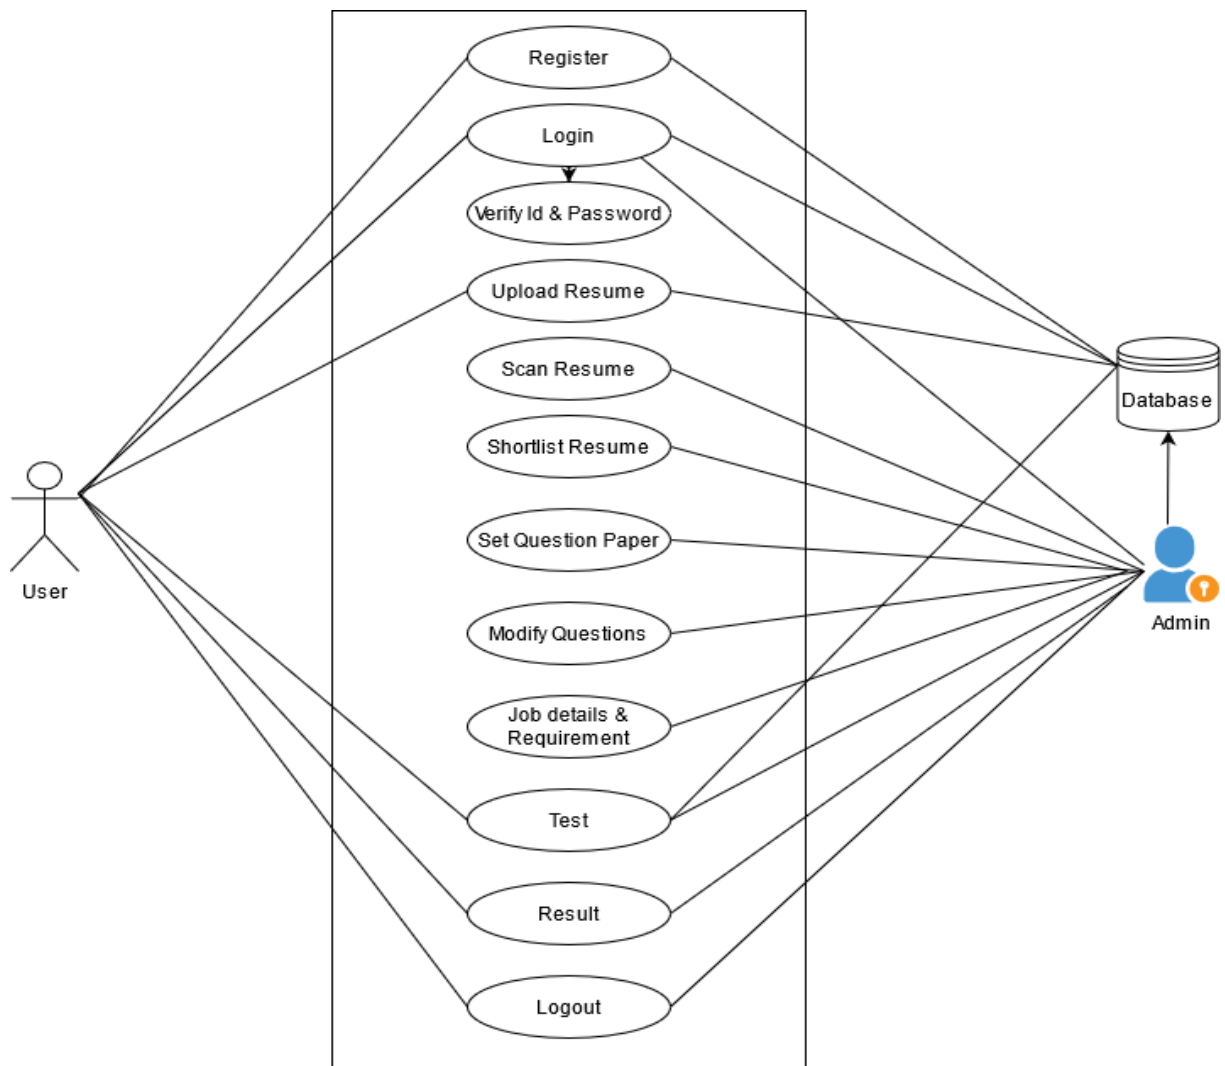 Register
Login
Verify Id & Password
Upload Resume
Scan Resume
Shortlist Resume
Set Question Paper
Modify Questions
Job details &
Requirement
Test
Result
Logout
User
Database
Admin